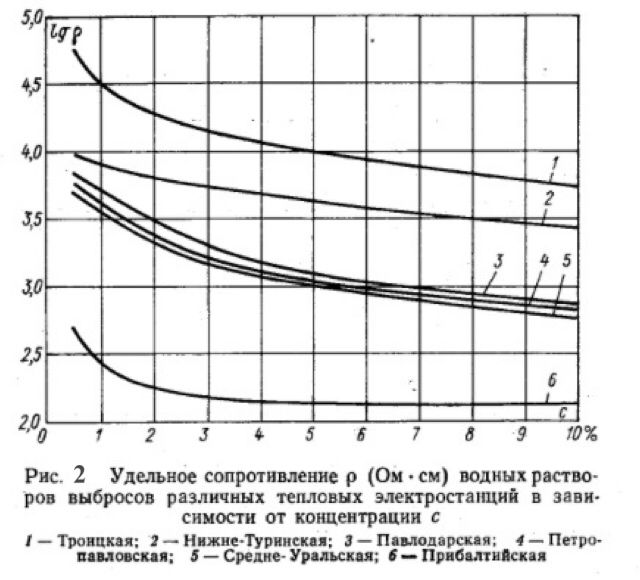 5,0
lg ρ
4,5
4,0
1
2
3,5
3 4 5
3,0
2,5
6
c
2,0
0 1 2 3 4 5 6 7 8 9 10%
Рис. 2 Удельное сопротивление ρ (Ом·см) водных раство-
ров выбросов различных тепловых электростанций в зави-
симости от концентрации c
1 — Троицкая; 2 — Нижне-Туринская; 3 — Павлодарская; 4 — Петро-
павловская; 5 — Средне-Уральская; 6 — Прибалтийская